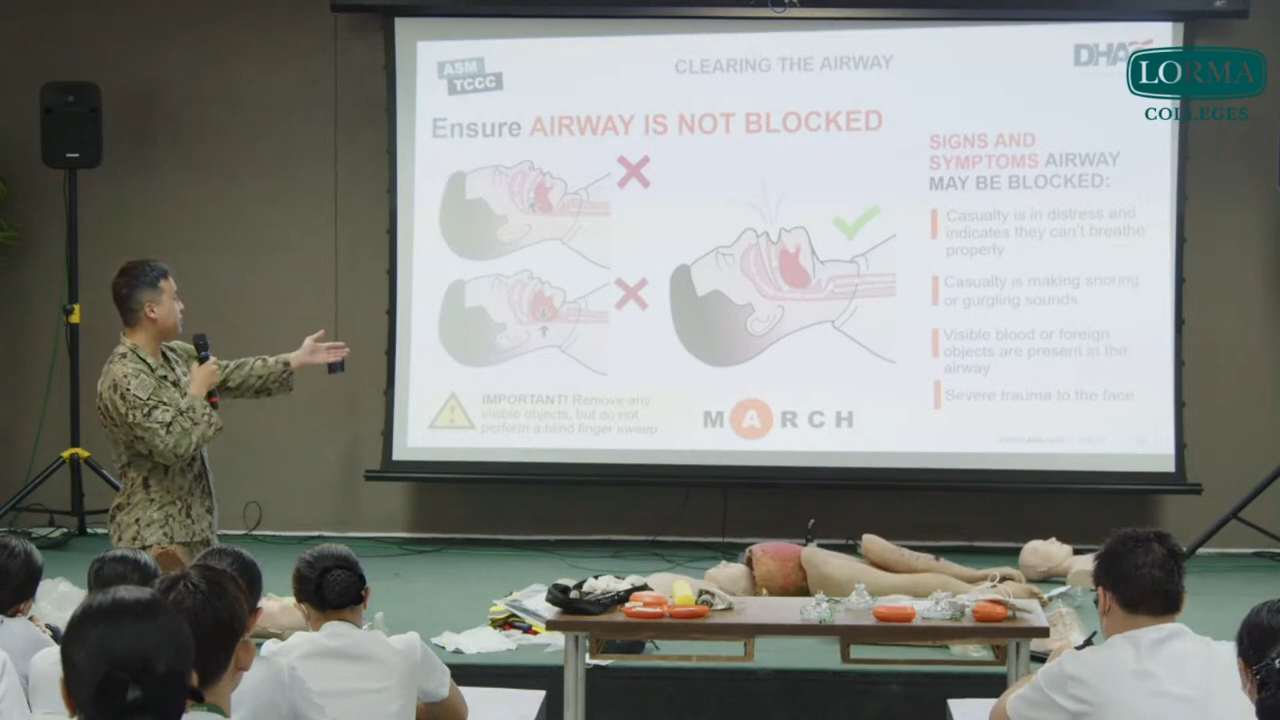 ASM
TCCC
CLEARING THE AIRWAY
DHA
LORMA
COLLEGES
Ensure AIRWAY IS NOT BLOCKED
SIGNS AND
SYMPTOMS AIRWAY
MAY BE BLOCKED:
Casualty is in distress and
indicates they can't breathe
properly
Casualty is making snoring
or gurgling sounds
Visible blood or foreign
objects are present in the
airway
Severe trauma to the face
IMPORTANT! Remove any
visible objects, but do not
perform a blind finger sweep
MARCH